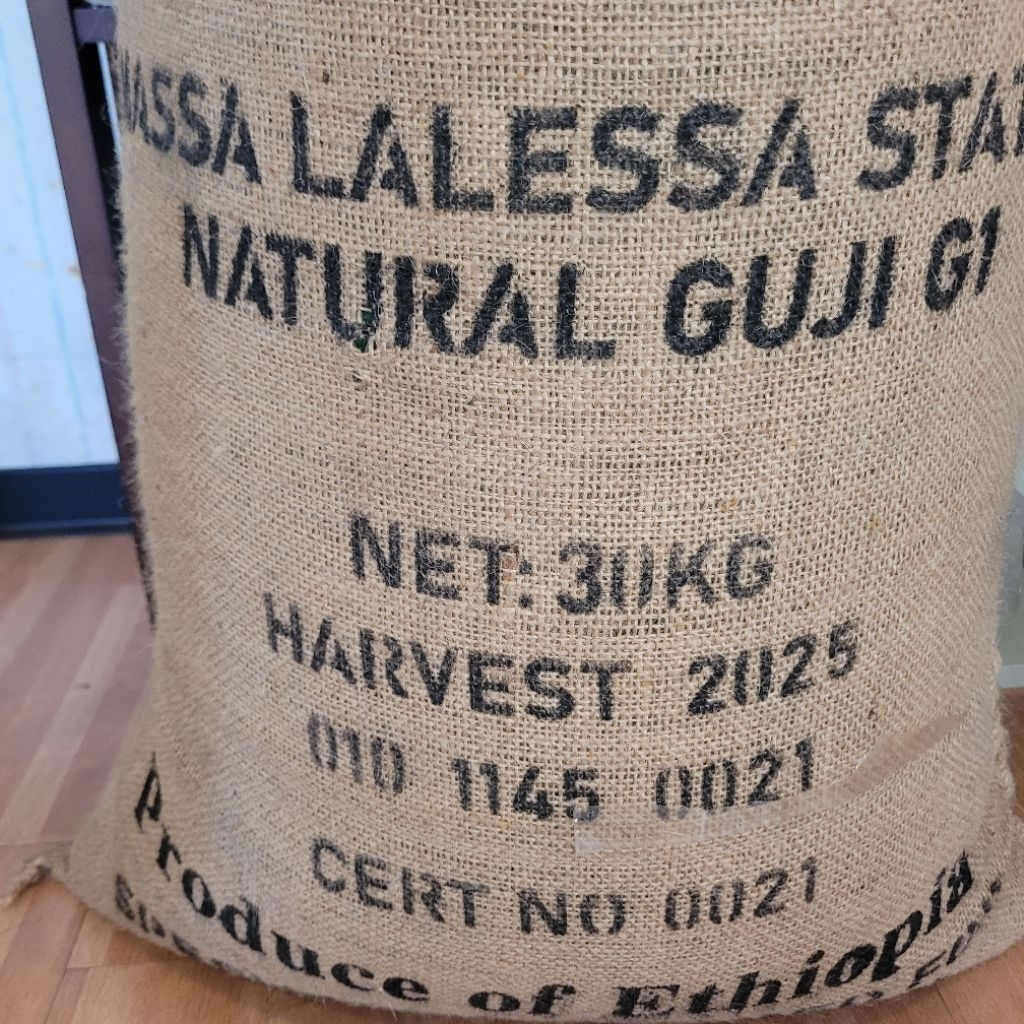 LALESSA
NATURAL GUJI G1
NET: 30KG
HARVEST 2025
010 1145 0021
CERT NO 0021
Produce of Ethiopia